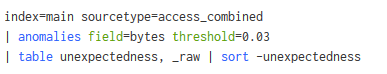 index=main sourcetype=access_combined
| anomalies field=bytes threshold=0.03
| table unexpectedness, _raw | sort -unexpectedness